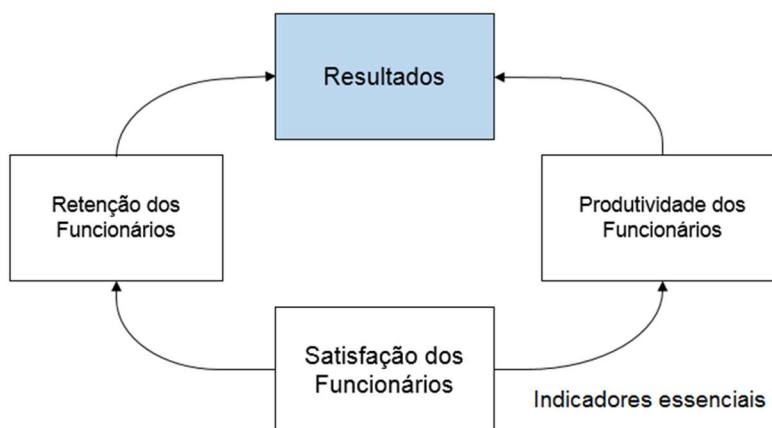 Resultados
Retenção dos
Funcionários
Produtividade dos
Funcionários
Satisfação dos
Funcionários
Indicadores essenciais